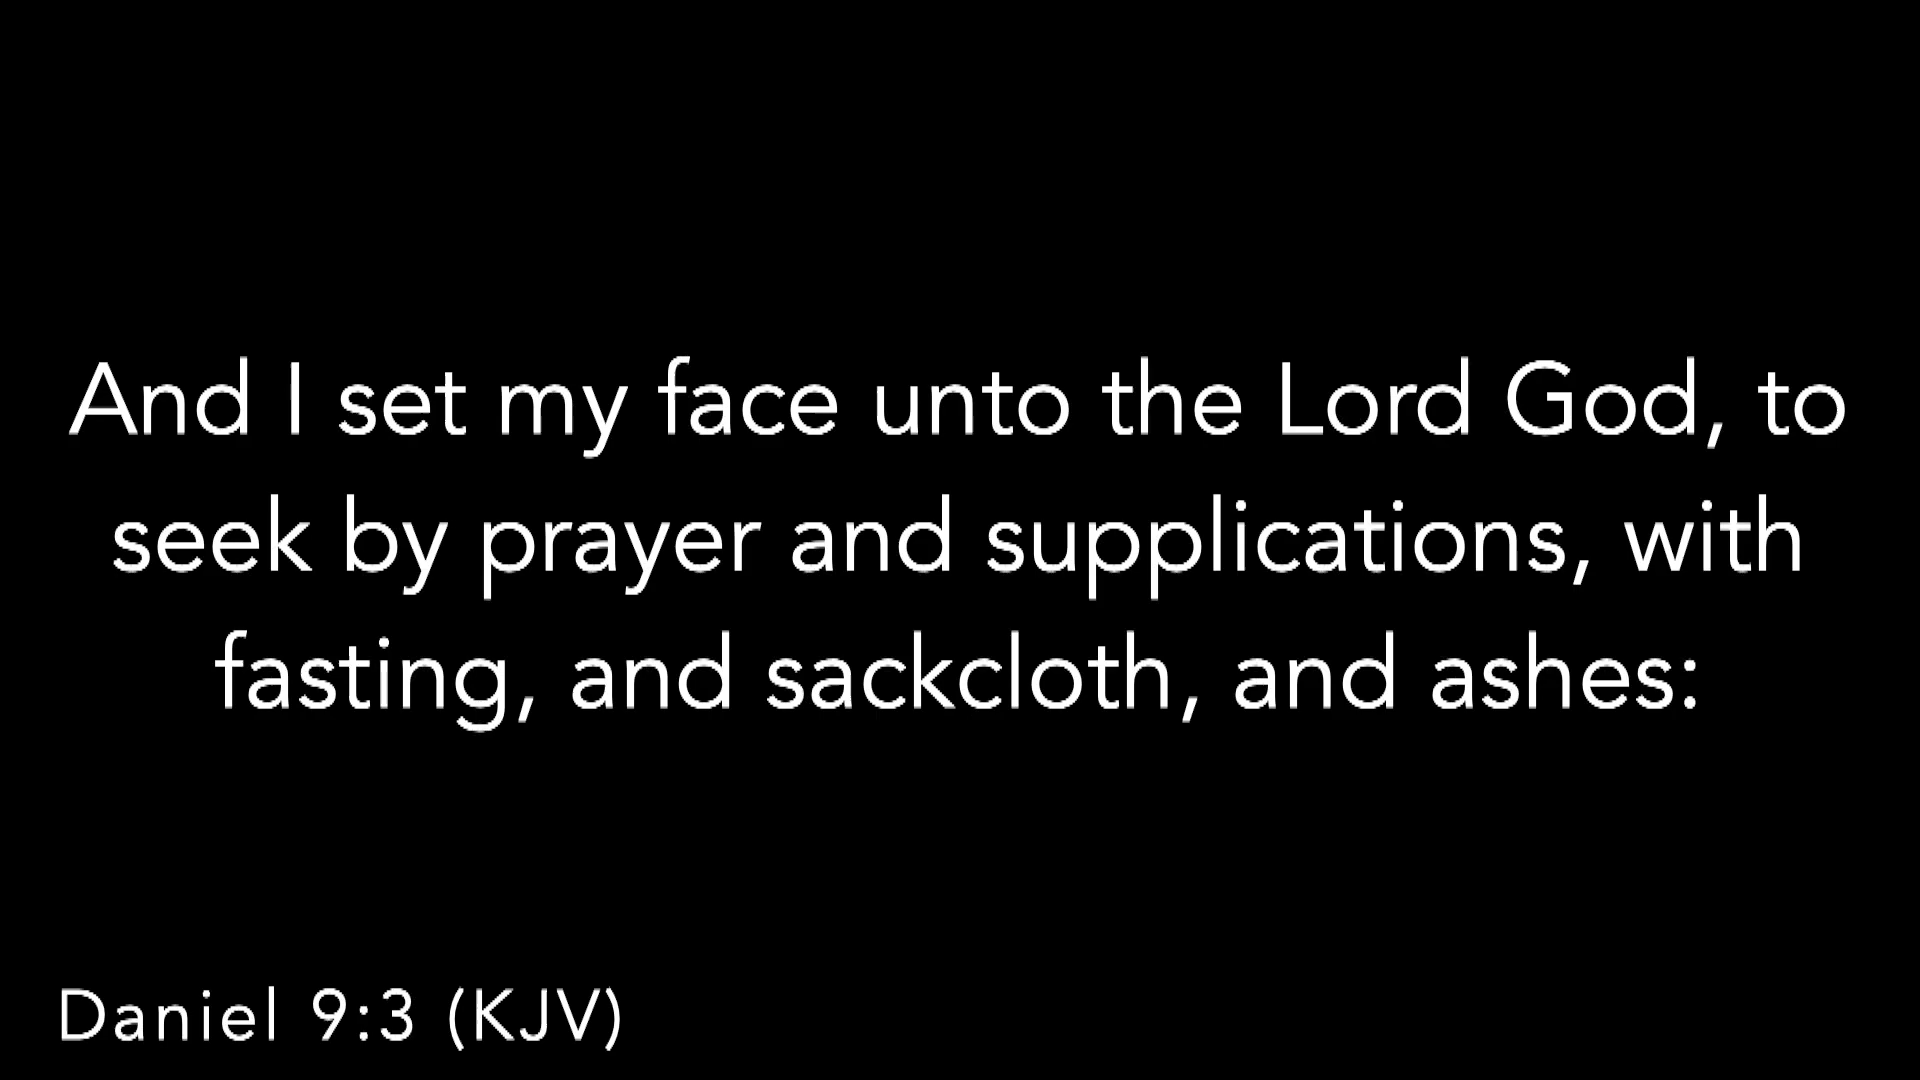 And I set my face unto the Lord God, to
seek by prayer and supplications, with
fasting, and sackcloth, and ashes:
Daniel 9:3 (KJV)